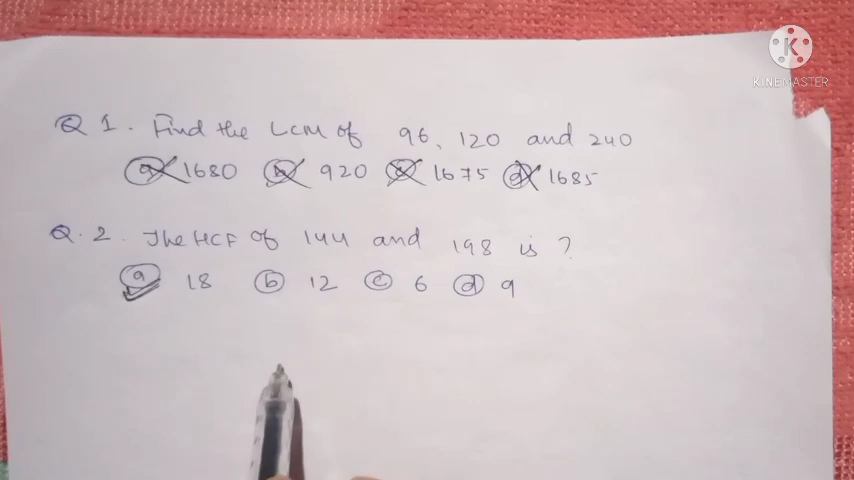 K
KINEMASTER
Q 1. Find the LCM of 96, 120 and 240
a 1680 b 920 c 1675 d 1685
Q. 2. The HCF of 144 and 198 is ?
a 18 b 12 c 6 d 9